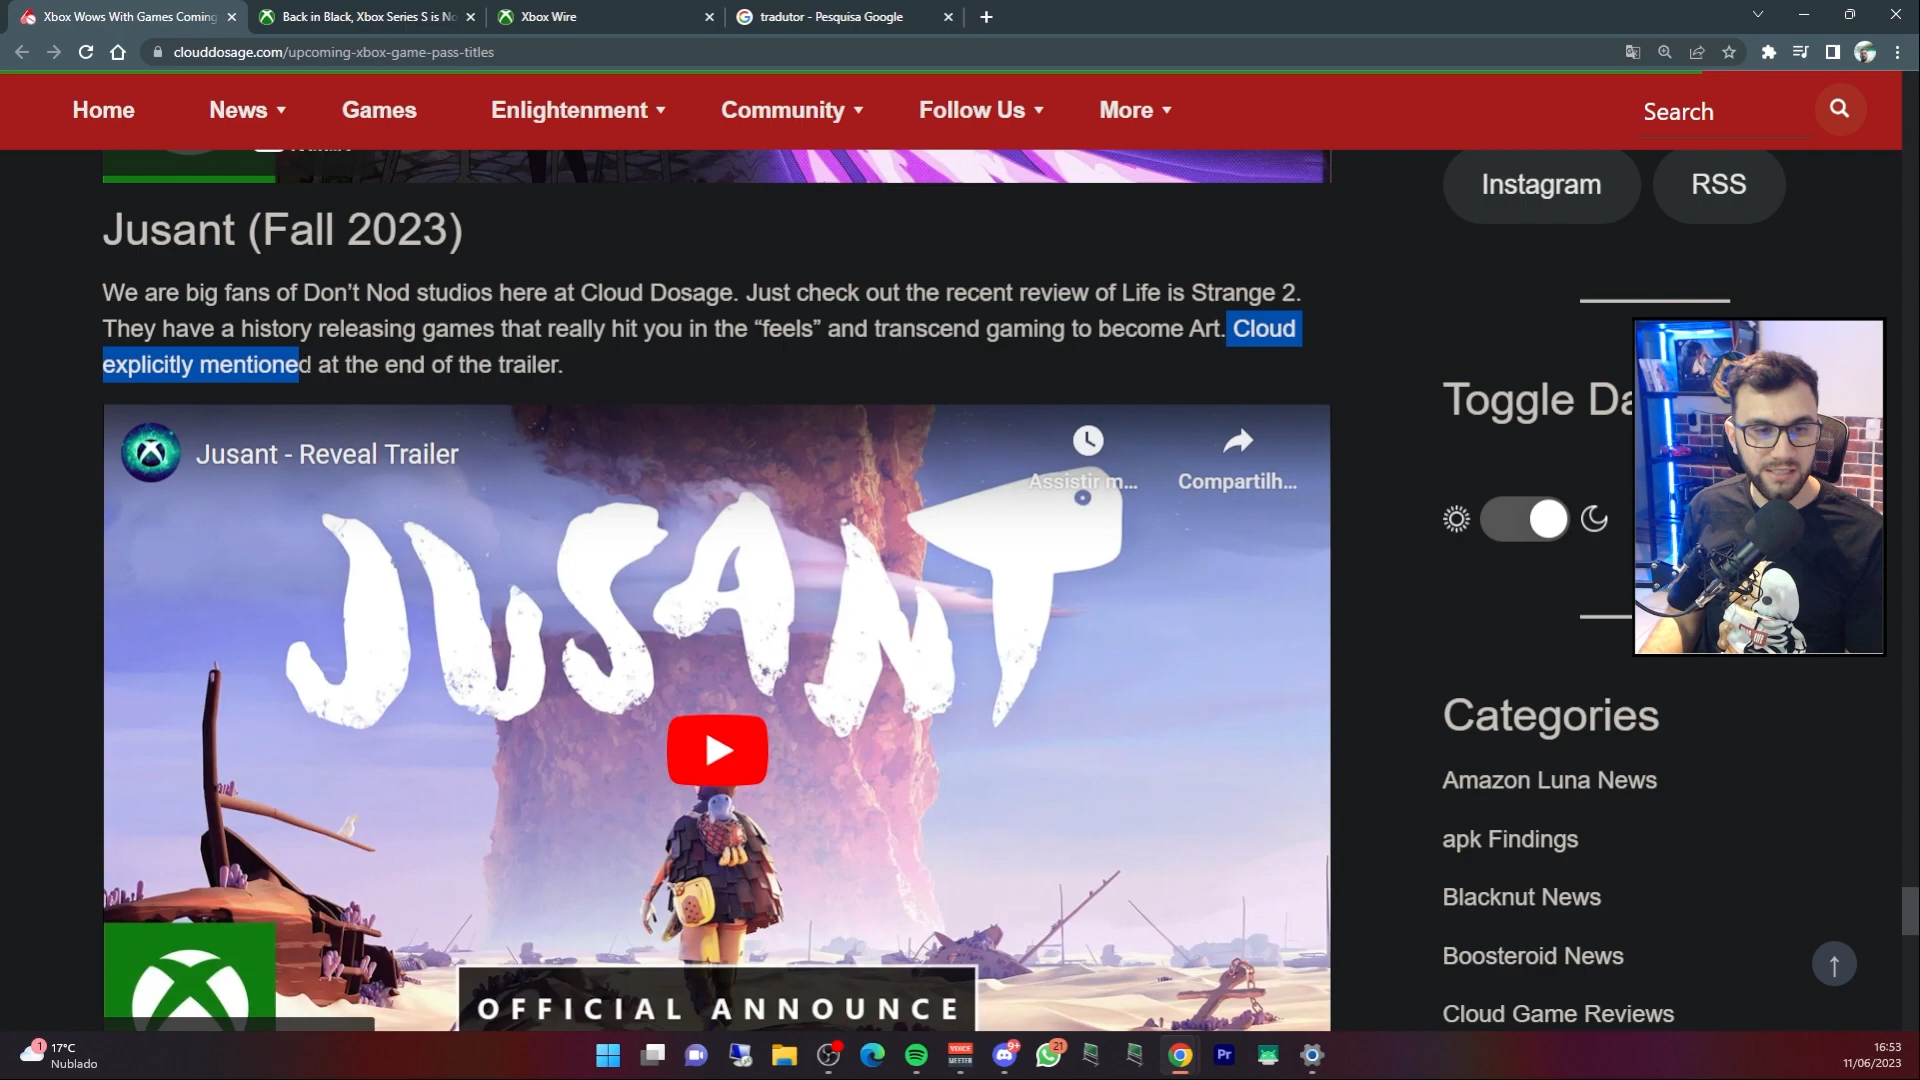 Xbox Wows With Games Coming
Back in Black, Xbox Series S is No
Xbox Wire
tradutor - Pesquisa Google
clouddosage.com/upcoming-xbox-game-pass-titles
Home
News
Games
Enlightenment
Community
Follow Us
More
Search
Instagram
RSS
Jusant (Fall 2023)
We are big fans of Don’t Nod studios here at Cloud Dosage. Just check out the recent review of Life is Strange 2.
They have a history releasing games that really hit you in the “feels” and transcend gaming to become Art. Cloud
explicitly mentioned at the end of the trailer.
Toggle Da
Jusant - Reveal Trailer
Assistir m...
Compartilh...
JUSANT
OFFICIAL ANNOUNCE
Categories
Amazon Luna News
apk Findings
Blacknut News
Boosteroid News
Cloud Game Reviews
1
17°C
Nublado
VOICE
MEETER
9+
21
Pr
16:53
11/06/2023